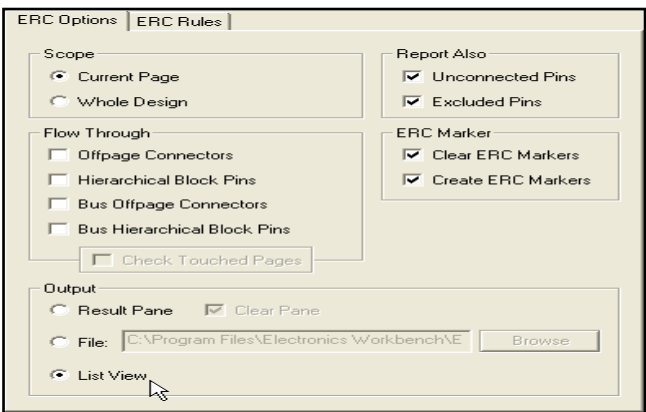 ERC Options ERC Rules
Scope
Current Page
Whole Design
Report Also
Unconnected Pins
Excluded Pins
Flow Through
Offpage Connectors
Hierarchical Block Pins
Bus Offpage Connectors
Bus Hierarchical Block Pins
Check Touched Pages
ERC Marker
Clear ERC Markers
Create ERC Markers
Output
Result Pane Clear Pane
File: C:\Program Files\Electronics Workbench\E Browse
List View